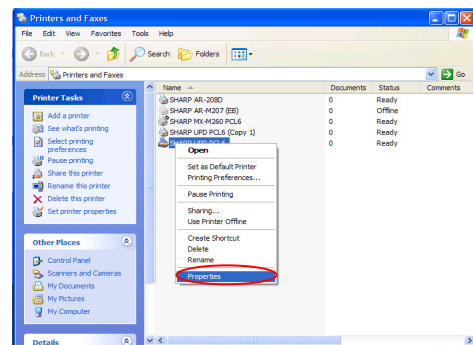 Printers and Faxes
File Edit View Favorites Tools Help
Back Search Folders
Address Printers and Faxes Go
Name Documents Status Comments
Printer Tasks
Add a printer
See what's printing
Select printing
preferences
Pause printing
Share this printer
Rename this printer
Delete this printer
Set printer properties
Other Places
Control Panel
Scanners and Cameras
My Documents
My Pictures
My Computer
Details
SHARP AR-208D 0 Ready
SHARP AR-M207 (EB) 0 Offline
SHARP MX-M260 PCL6 0 Ready
SHARP UPD PCL6 (Copy 1) 0 Ready
SHARP UPD PCL6 0 Ready
Open
Set as Default Printer
Printing Preferences...
Pause Printing
Sharing...
Use Printer Offline
Create Shortcut
Delete
Rename
Properties